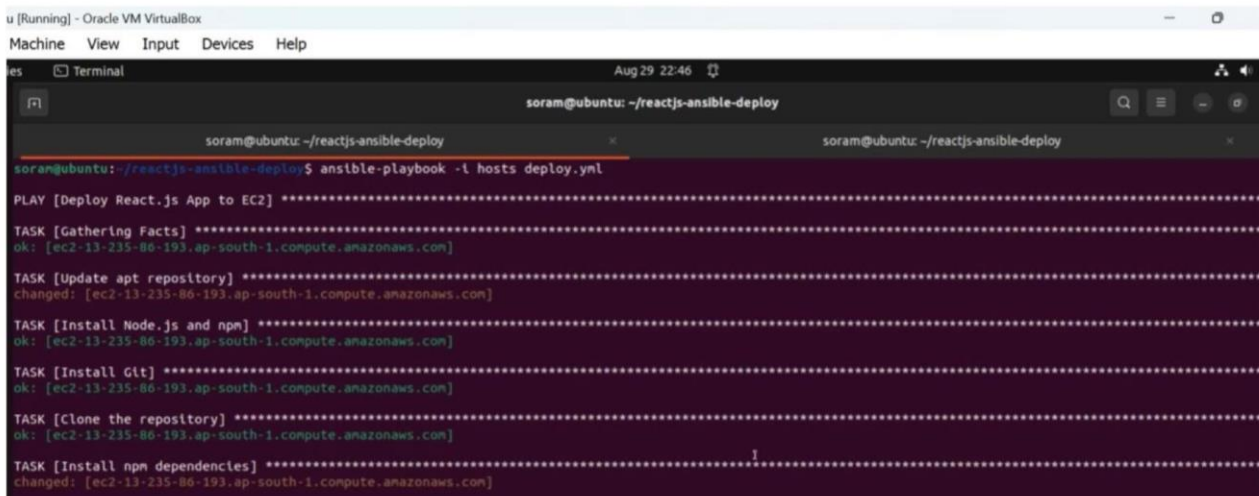 u [Running] - Oracle VM VirtualBox
Machine View Input Devices Help
ies Terminal Aug 29 22:46
soram@ubuntu: ~/reactjs-ansible-deploy
soram@ubuntu: ~/reactjs-ansible-deploy × soram@ubuntu: ~/reactjs-ansible-deploy ×
soram@ubuntu:~/reactjs-ansible-deploy$ ansible-playbook -i hosts deploy.yml
PLAY [Deploy React.js App to EC2] ****************************************************************************************************************************
TASK [Gathering Facts] ***************************************************************************************************************************************
ok: [ec2-13-235-86-193.ap-south-1.compute.amazonaws.com]
TASK [Update apt repository] *********************************************************************************************************************************
changed: [ec2-13-235-86-193.ap-south-1.compute.amazonaws.com]
TASK [Install Node.js and npm] *******************************************************************************************************************************
ok: [ec2-13-235-86-193.ap-south-1.compute.amazonaws.com]
TASK [Install Git] *******************************************************************************************************************************************
ok: [ec2-13-235-86-193.ap-south-1.compute.amazonaws.com]
TASK [Clone the repository] **********************************************************************************************************************************
ok: [ec2-13-235-86-193.ap-south-1.compute.amazonaws.com]
TASK [Install npm dependencies] ******************************************************************************************************************************
changed: [ec2-13-235-86-193.ap-south-1.compute.amazonaws.com]